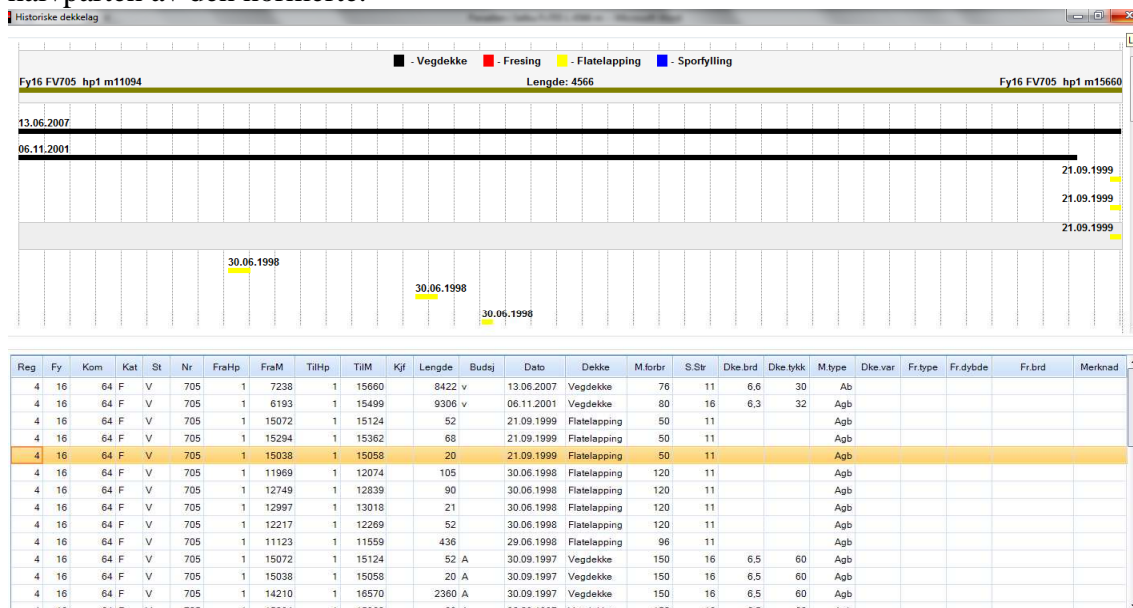 halvparten av den normerte.
Historiske dekkelag
- Vegdekke - Fresing - Flatelapping - Sporfylling
Fy16 FV705 hp1 m11094 Lengde: 4566 Fy16 FV705 hp1 m15660
13.06.2007
06.11.2001
21.09.1999
21.09.1999
21.09.1999
30.06.1998
30.06.1998
30.06.1998
Reg Fy Kom Kat St Nr FraHp FraM TilHp TilM Kjf Lengde Budsj Dato Dekke M.forbr S.Str Dke.brd Dke.tykk M.type Dke.var Fr.type Fr.dybde Fr.brd Merknad
4 16 64 F V 705 1 7238 1 15660 8422 v 13.06.2007 Vegdekke 76 11 6,6 30 Ab
4 16 64 F V 705 1 6193 1 15499 9306 v 06.11.2001 Vegdekke 80 16 6,3 32 Agb
4 16 64 F V 705 1 15072 1 15124 52 21.09.1999 Flatelapping 50 11 Agb
4 16 64 F V 705 1 15294 1 15362 68 21.09.1999 Flatelapping 50 11 Agb
4 16 64 F V 705 1 15038 1 15058 20 21.09.1999 Flatelapping 50 11 Agb
4 16 64 F V 705 1 11969 1 12074 105 30.06.1998 Flatelapping 120 11 Agb
4 16 64 F V 705 1 12749 1 12839 90 30.06.1998 Flatelapping 120 11 Agb
4 16 64 F V 705 1 12997 1 13018 21 30.06.1998 Flatelapping 120 11 Agb
4 16 64 F V 705 1 12217 1 12269 52 30.06.1998 Flatelapping 120 11 Agb
4 16 64 F V 705 1 11123 1 11559 436 29.06.1998 Flatelapping 96 11 Agb
4 16 64 F V 705 1 15072 1 15124 52 A 30.09.1997 Vegdekke 150 16 6,5 60 Agb
4 16 64 F V 705 1 15038 1 15058 20 A 30.09.1997 Vegdekke 150 16 6,5 60 Agb
4 16 64 F V 705 1 14210 1 16570 2360 A 30.09.1997 Vegdekke 150 16 6,5 60 Agb